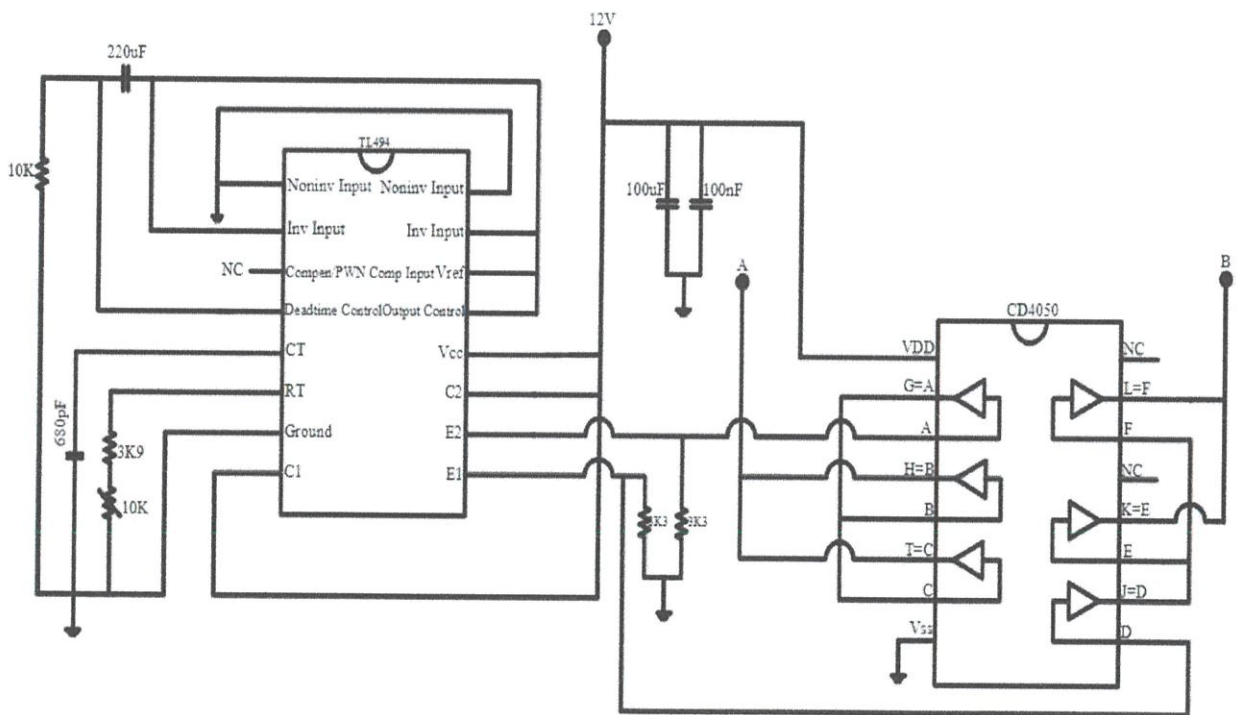 12V
220uF
TL494
10K
Noninv Input Noninv Input
Inv Input Inv Input
NC Compen/PWN Comp Input Vref
Deadtime Control Output Control
CT Vcc
RT C2
Ground E2
C1 E1
680pF
3K9
10K
100uF 100nF
A
B
3K3
CD4050
VDD NC
G=A L=F
A F
H=B NC
B K=E
T=C E
C J=D
Vss D